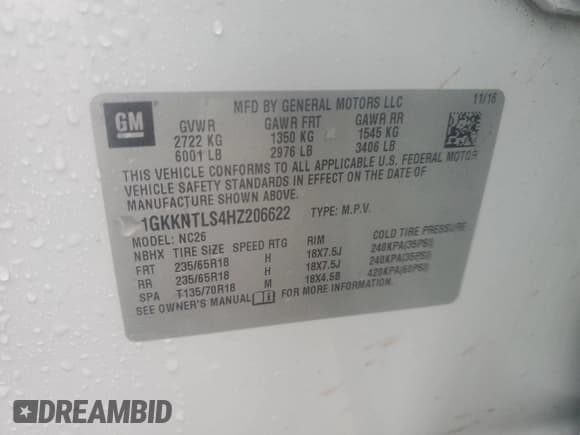 GM
MFD BY GENERAL MOTORS LLC 11/16
GVWR GAWR FRT GAWR RR
2722 KG 1350 KG 1545 KG
6001 LB 2976 LB 3406 LB
THIS VEHICLE CONFORMS TO ALL APPLICABLE U.S. FEDERAL MOTOR
VEHICLE SAFETY STANDARDS IN EFFECT ON THE DATE OF
MANUFACTURE SHOWN ABOVE.
1GKKNTLS4HZ206622 TYPE: M.P.V.
MODEL: NC26
NBHX TIRE SIZE SPEED RTG RIM COLD TIRE PRESSURE
FRT 235/65R18 H 18X7.5J 240KPA(35PSI)
RR 235/65R18 H 18X7.5J 240KPA(35PSI)
SPA T135/70R18 M 18X4.5B 420KPA(60PSI)
SEE OWNER'S MANUAL FOR MORE INFORMATION.
DREAMBID